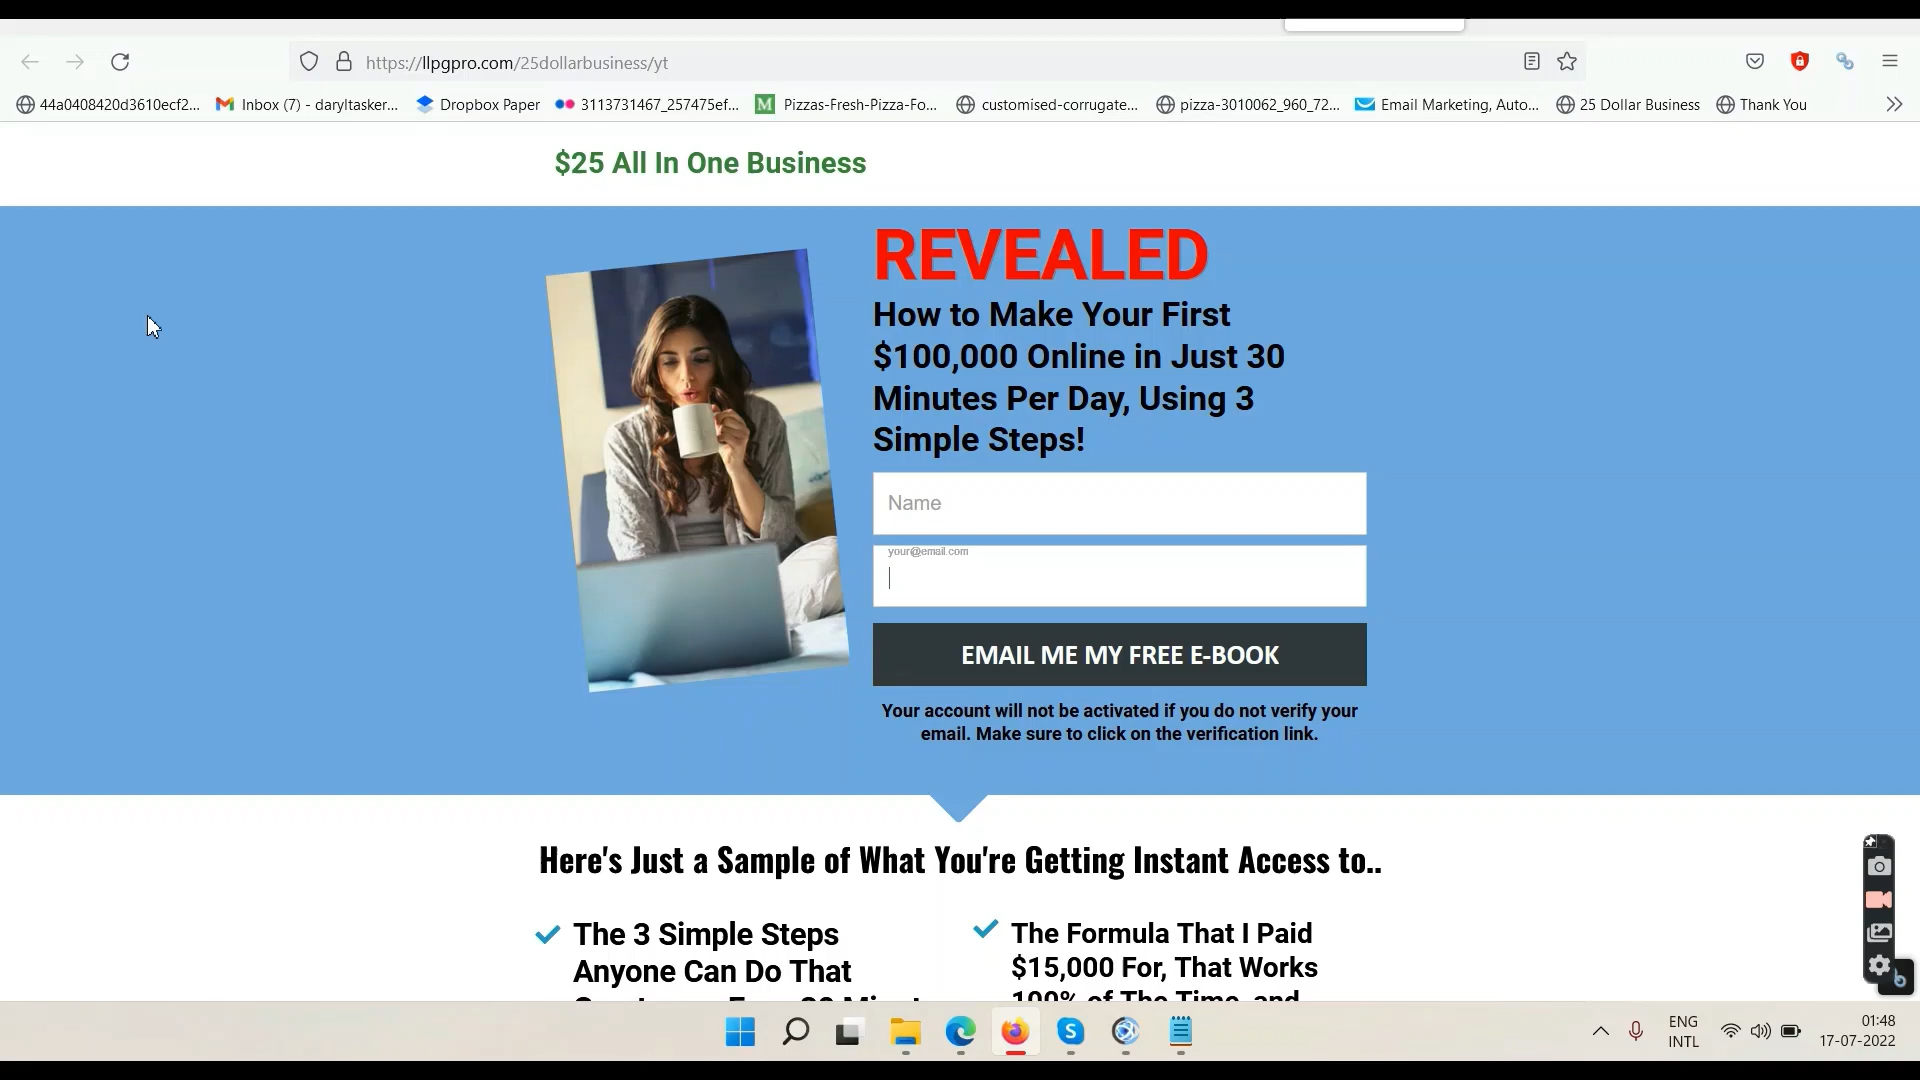 https://llpgpro.com/25dollarbusiness/yt
44a0408420d3610ecf2... Inbox (7) - daryltasker... Dropbox Paper 3113731467_257475ef... M Pizzas-Fresh-Pizza-Fo... customised-corrugate... pizza-3010062_960_72... Email Marketing, Auto... 25 Dollar Business Thank You
$25 All In One Business
REVEALED
How to Make Your First
$100,000 Online in Just 30
Minutes Per Day, Using 3
Simple Steps!
Name
your@email.com
EMAIL ME MY FREE E-BOOK
Your account will not be activated if you do not verify your
email. Make sure to click on the verification link.
Here's Just a Sample of What You're Getting Instant Access to..
The 3 Simple Steps
Anyone Can Do That
The Formula That I Paid
$15,000 For, That Works
100% of The Time, and
ENG
INTL
01:48
17-07-2022